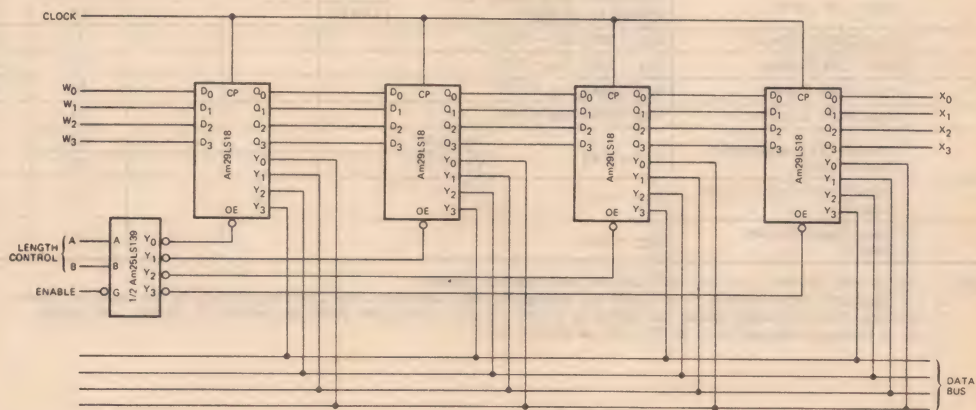 CLOCK
W0
W1
W2
W3
D0 CP Q0
D1 Q1
D2 Q2
D3 Q3
Am29LS18
Y0
Y1
Y2
OE Y3
D0 CP Q0
D1 Q1
D2 Q2
D3 Q3
Am29LS18
Y0
Y1
Y2
OE Y3
D0 CP Q0
D1 Q1
D2 Q2
D3 Q3
Am29LS18
Y0
Y1
Y2
OE Y3
D0 CP Q0
D1 Q1
D2 Q2
D3 Q3
Am29LS18
Y0
Y1
Y2
OE Y3
X0
X1
X2
X3
LENGTH
CONTROL
A
B
ENABLE
A Y0
B Y1
Y2
G Y3
1/2 Am25LS139
DATA
BUS